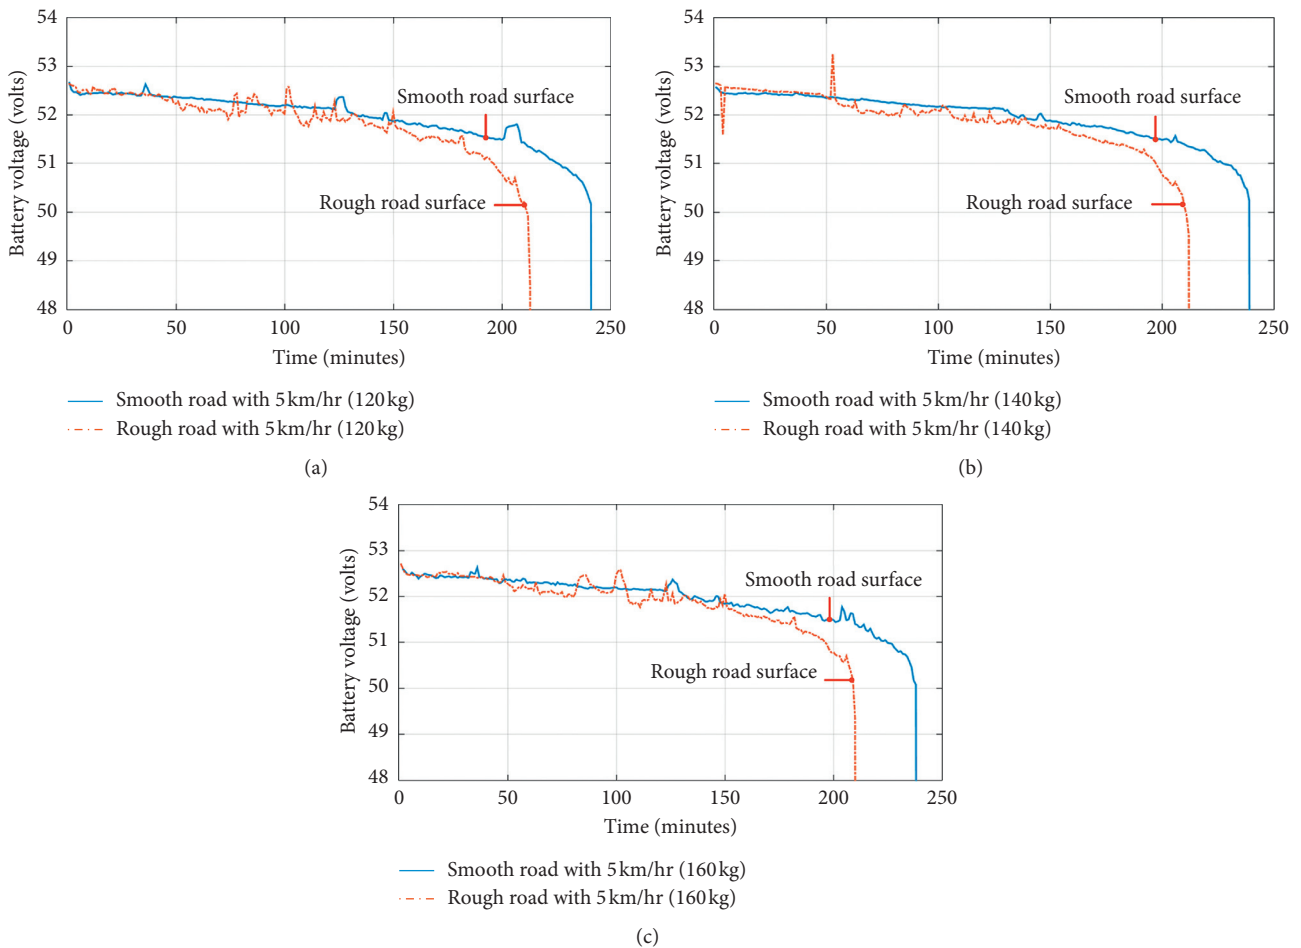 54
53
52
51
50
49
48
Battery voltage (volts)
Smooth road surface
Rough road surface
0 50 100 150 200 250
Time (minutes)
Smooth road with 5 km/hr (120 kg)
Rough road with 5 km/hr (120 kg)
(a)
54
53
52
51
50
49
48
Battery voltage (volts)
Smooth road surface
Rough road surface
0 50 100 150 200 250
Time (minutes)
Smooth road with 5 km/hr (140 kg)
Rough road with 5 km/hr (140 kg)
(b)
54
53
52
51
50
49
48
Battery voltage (volts)
Smooth road surface
Rough road surface
0 50 100 150 200 250
Time (minutes)
Smooth road with 5 km/hr (160 kg)
Rough road with 5 km/hr (160 kg)
(c)